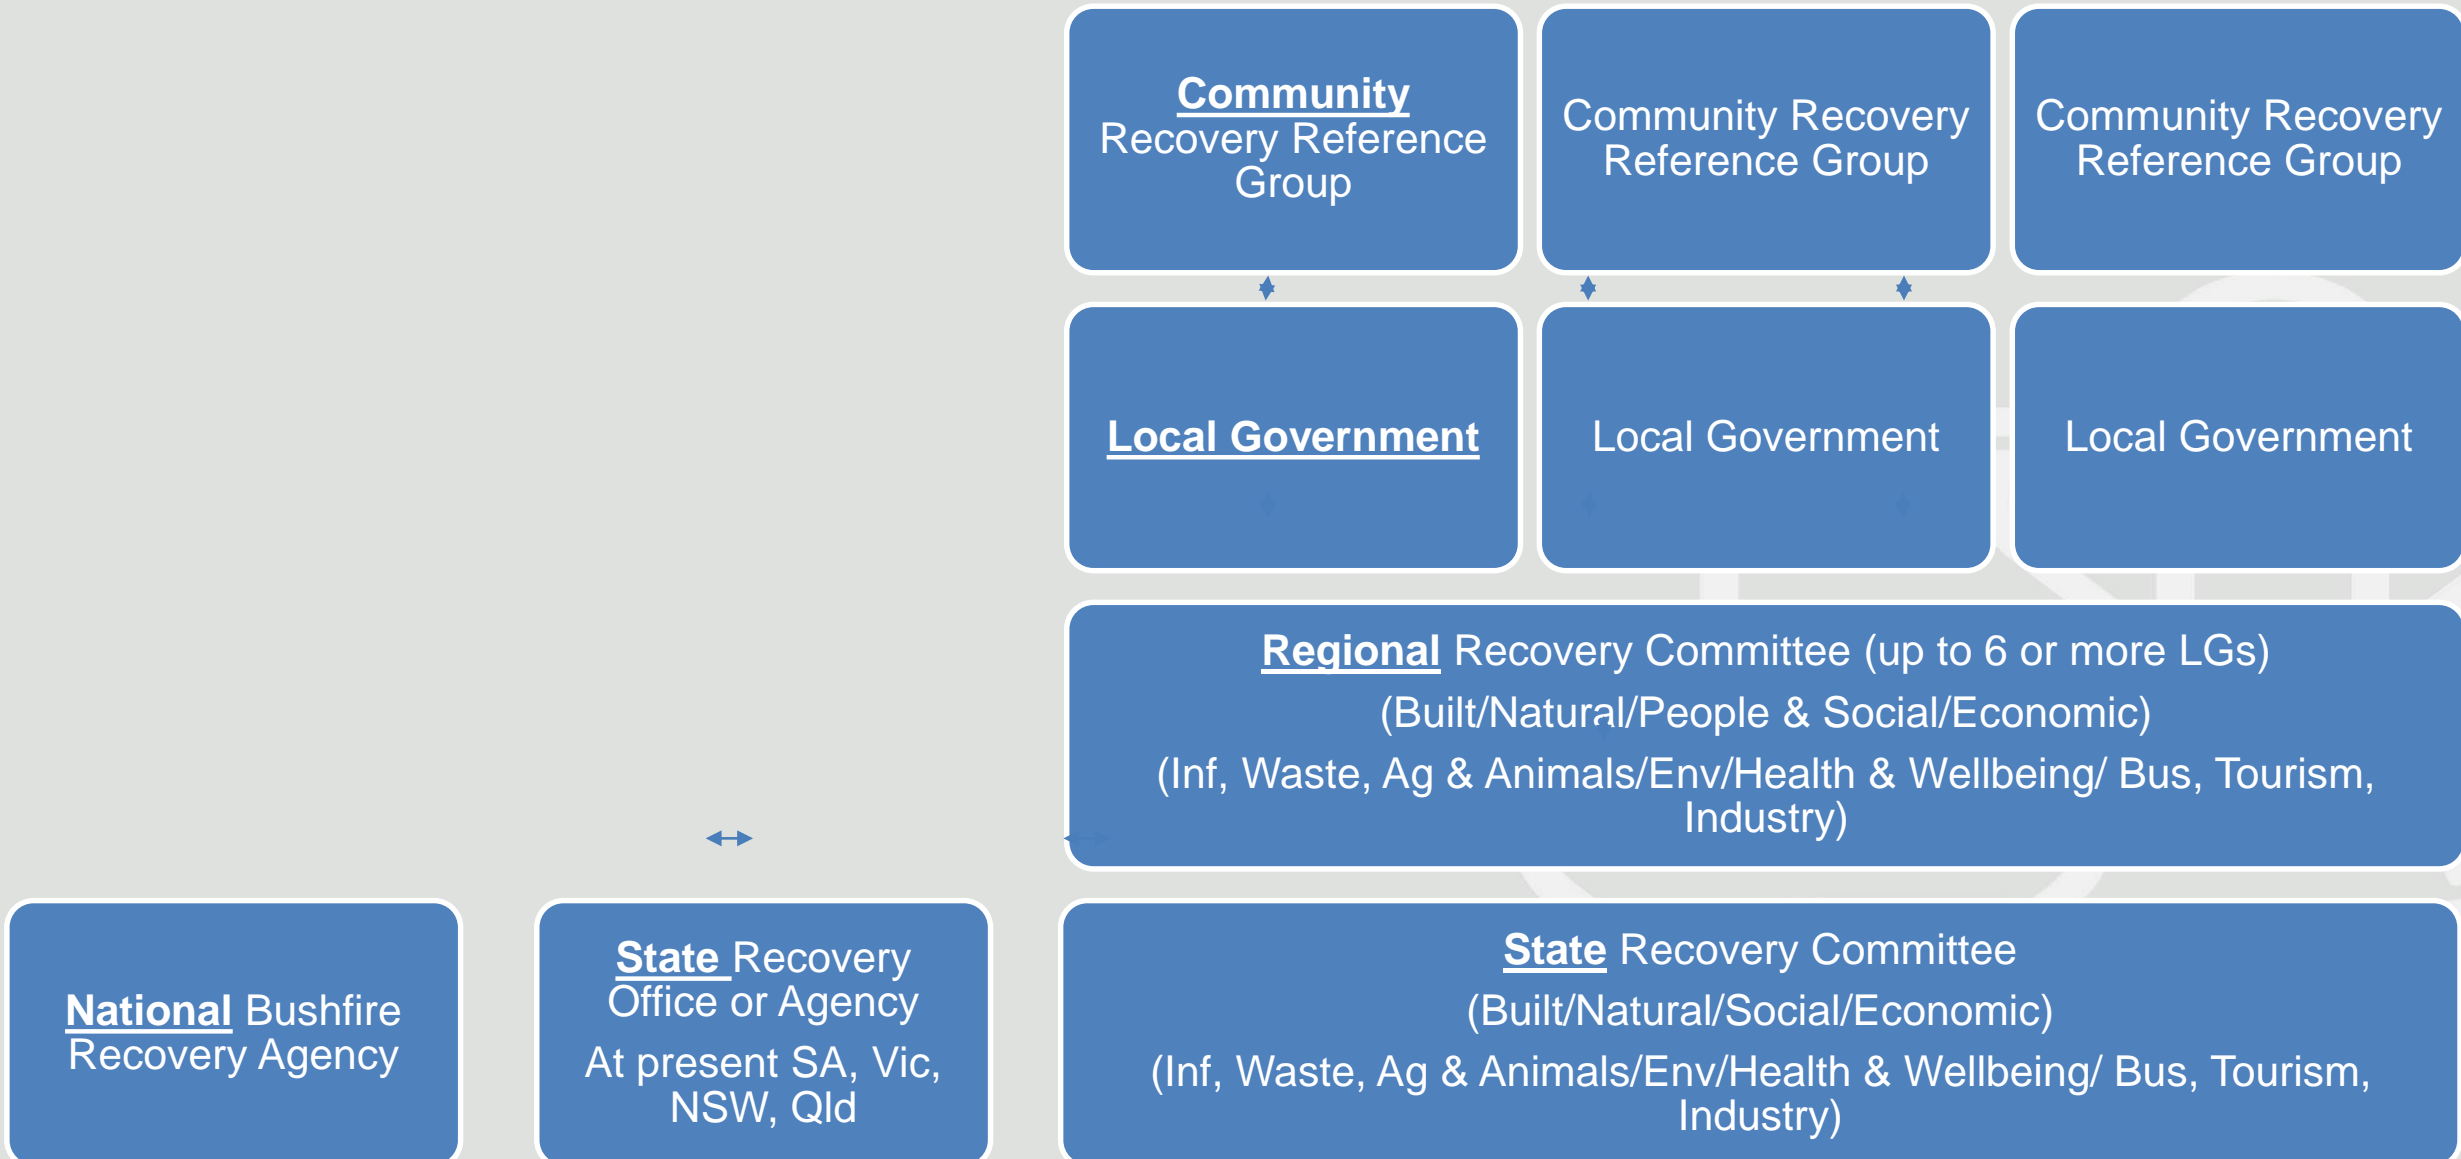 Community
Recovery Reference
Group
Community Recovery
Reference Group
Community Recovery
Reference Group
Local Government
Local Government
Local Government
Regional Recovery Committee (up to 6 or more LGs)
(Built/Natural/People & Social/Economic)
(Inf, Waste, Ag & Animals/Env/Health & Wellbeing/ Bus, Tourism,
Industry)
National Bushfire
Recovery Agency
State Recovery
Office or Agency
At present SA, Vic,
NSW, Qld
State Recovery Committee
(Built/Natural/Social/Economic)
(Inf, Waste, Ag & Animals/Env/Health & Wellbeing/ Bus, Tourism,
Industry)